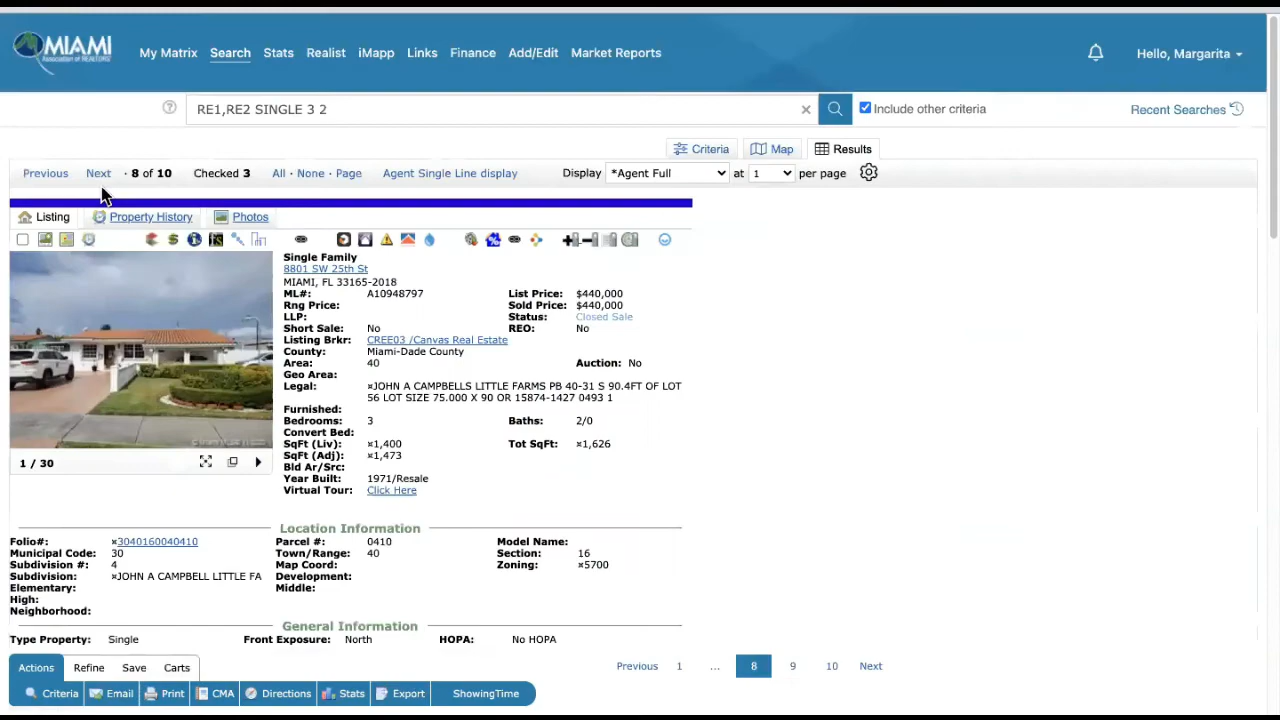 MIAMI
Association of REALTORS
My Matrix Search Stats Realist iMapp Links Finance Add/Edit Market Reports
Hello, Margarita
RE1,RE2 SINGLE 3 2
Include other criteria
Recent Searches
Criteria Map Results
Previous Next · 8 of 10 Checked 3 All · None · Page Agent Single Line display Display *Agent Full at 1 per page
Listing Property History Photos
Single Family
8801 SW 25th St
MIAMI, FL 33165-2018
ML#: A10948797 List Price: $440,000
Rng Price: Sold Price: $440,000
LLP: Status: Closed Sale
Short Sale: No REO: No
Listing Brkr: CREE03 /Canvas Real Estate
County: Miami-Dade County
Area: 40 Auction: No
Geo Area:
Legal: ¤JOHN A CAMPBELLS LITTLE FARMS PB 40-31 S 90.4FT OF LOT
56 LOT SIZE 75.000 X 90 OR 15874-1427 0493 1
Furnished:
Bedrooms: 3 Baths: 2/0
Convert Bed:
SqFt (Liv): ¤1,400 Tot SqFt: ¤1,626
SqFt (Adj): ¤1,473
Bld Ar/Src:
Year Built: 1971/Resale
Virtual Tour: Click Here
1 / 30
Location Information
Folio#: ¤3040160040410 Parcel #: 0410 Model Name:
Municipal Code: 30 Town/Range: 40 Section: 16
Subdivision #: 4 Map Coord: Zoning: ¤5700
Subdivision: ¤JOHN A CAMPBELL LITTLE FA Development:
Elementary: Middle:
High:
Neighborhood:
General Information
Type Property: Single Front Exposure: North HOPA: No HOPA
Actions Refine Save Carts
Previous 1 ... 8 9 10 Next
Criteria Email Print CMA Directions Stats Export ShowingTime